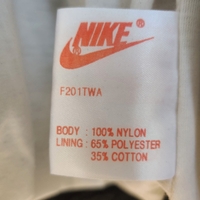 NIKE
F201TWA
BODY : 100% NYLON
LINING : 65% POLYESTER
35% COTTON